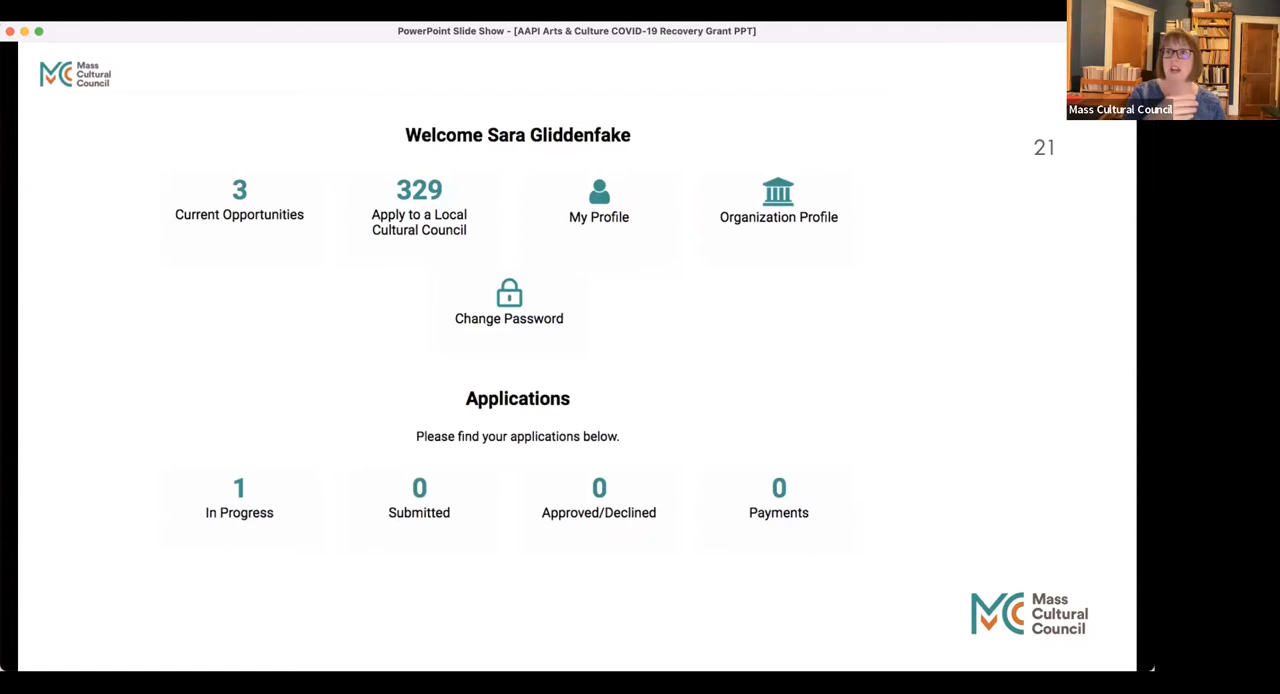 PowerPoint Slide Show - [AAPI Arts & Culture COVID-19 Recovery Grant PPT]
Mass
Cultural
Council
Mass Cultural Council
Welcome Sara Gliddenfake
21
3
Current Opportunities
329
Apply to a Local
Cultural Council
My Profile
Organization Profile
Change Password
Applications
Please find your applications below.
1
In Progress
0
Submitted
0
Approved/Declined
0
Payments
MC
Mass
Cultural
Council